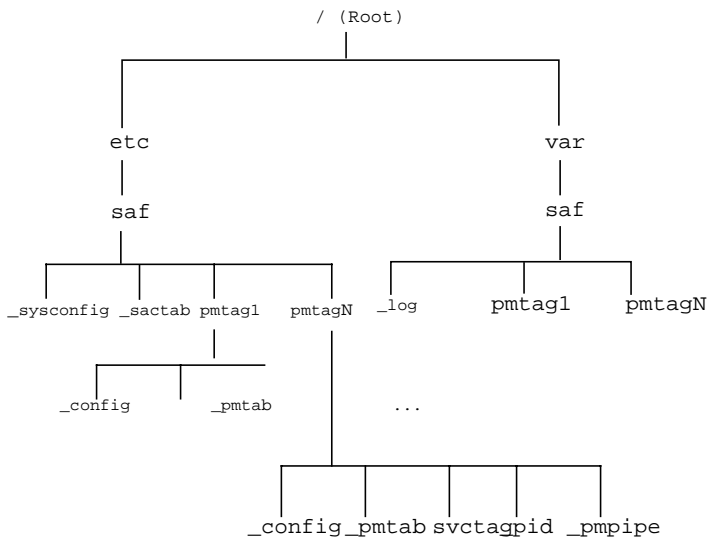 / (Root)
etc var
saf saf
_sysconfig _sactab pmtag1 pmtagN _log pmtag1 pmtagN
_config _pmtab ...
_config _pmtab svctag pid _pmpipe